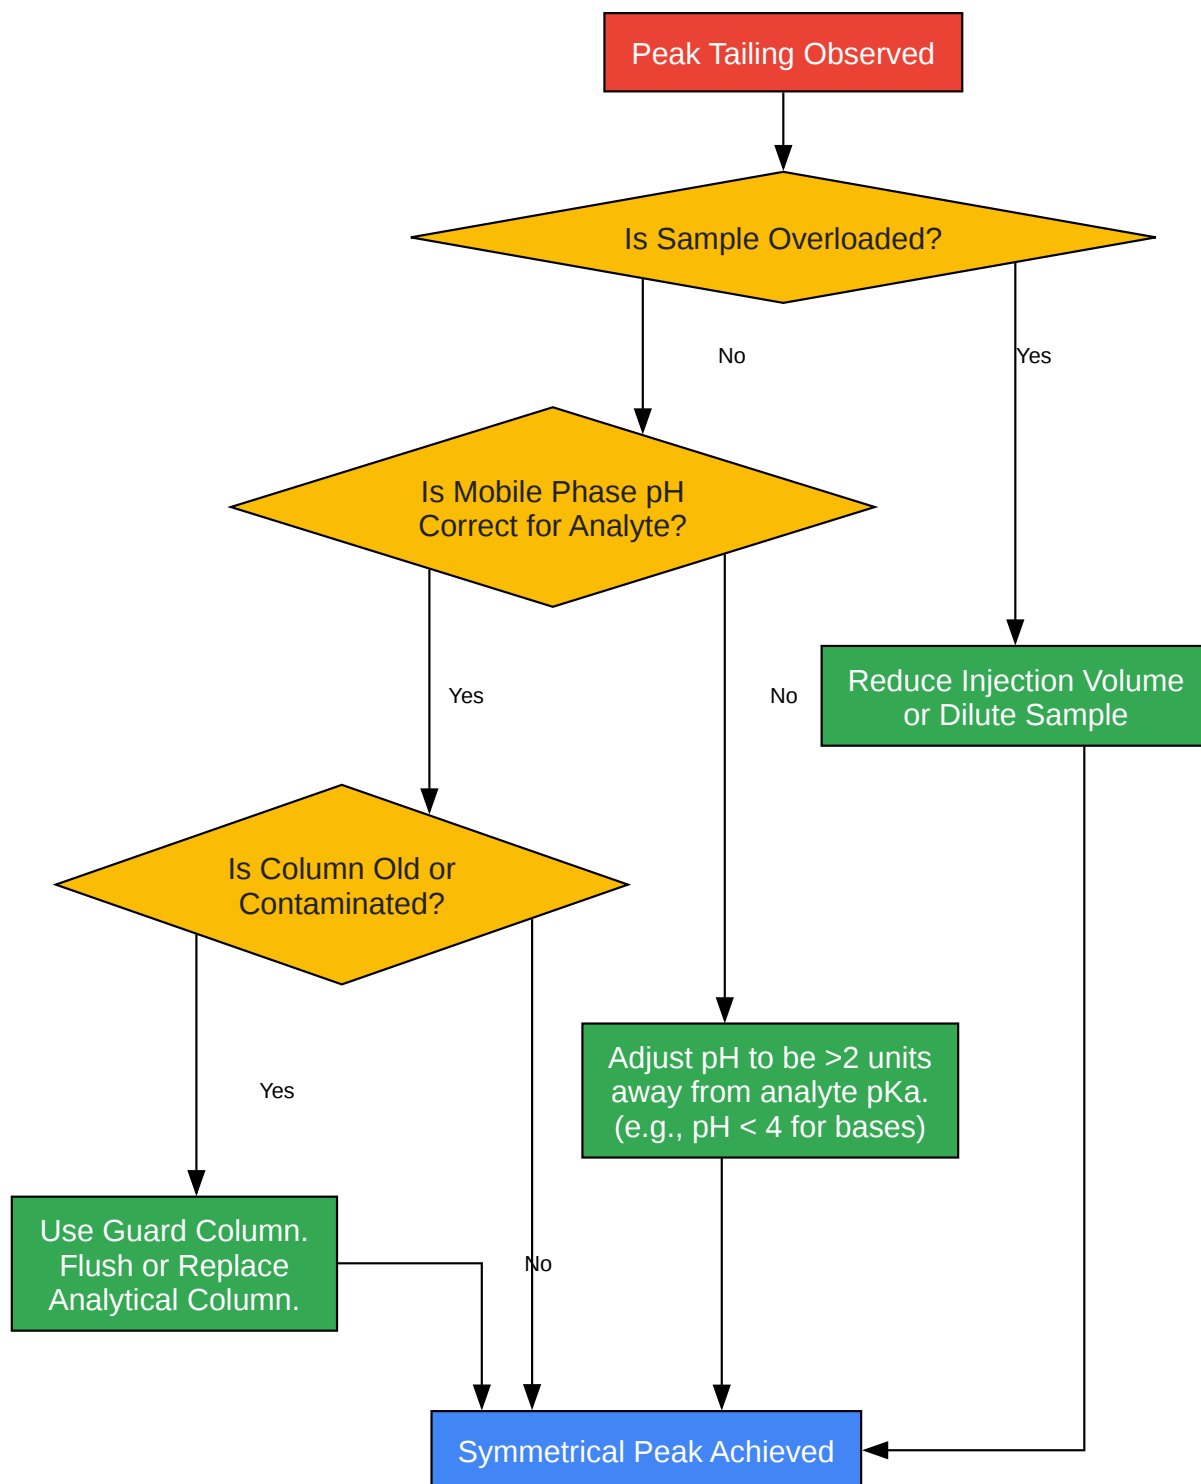 Peak Tailing Observed
Is Sample Overloaded?
No
Yes
Is Mobile Phase pH
Correct for Analyte?
Reduce Injection Volume
or Dilute Sample
Yes
No
Is Column Old or
Contaminated?
Adjust pH to be >2 units
away from analyte pKa.
(e.g., pH < 4 for bases)
Yes
Use Guard Column.
Flush or Replace
Analytical Column.
No
Symmetrical Peak Achieved